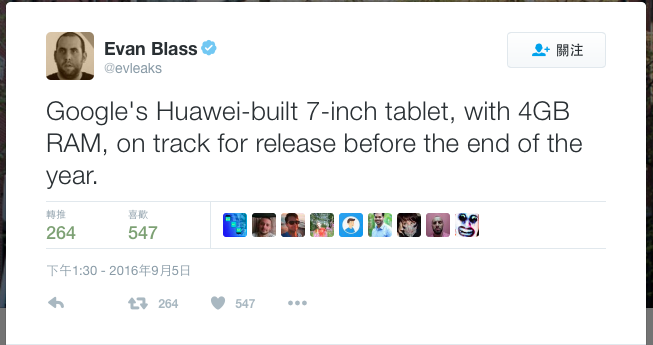 Evan Blass
@evleaks
關注
Google's Huawei-built 7-inch tablet, with 4GB
RAM, on track for release before the end of the
year.
轉推
264
喜歡
547
下午1:30 - 2016年9月5日
264
547